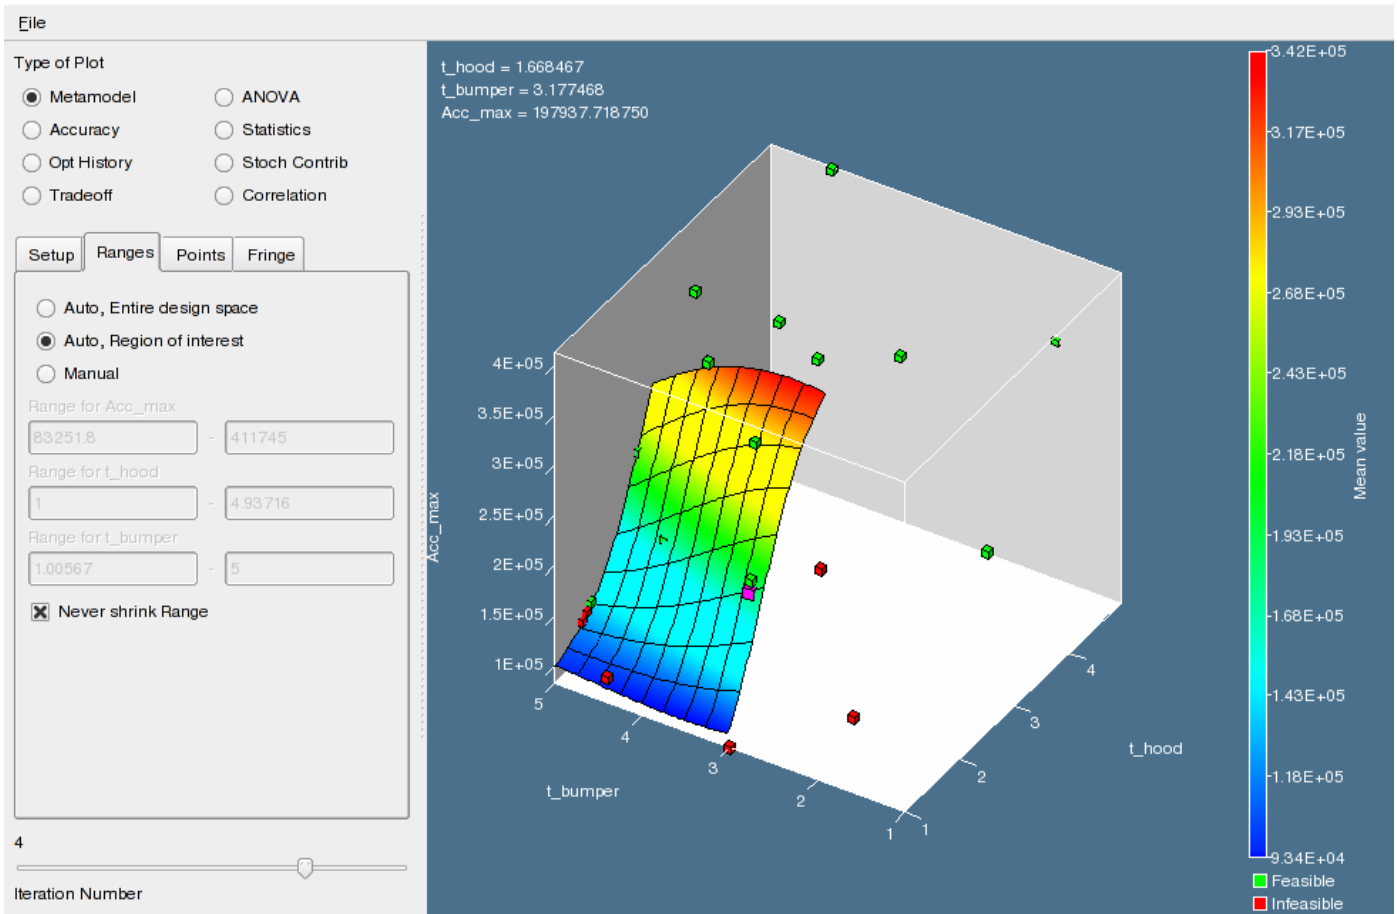 File
Type of Plot
Metamodel
ANOVA
Accuracy
Statistics
Opt History
Stoch Contrib
Tradeoff
Correlation
Setup
Ranges
Points
Fringe
Auto, Entire design space
Auto, Region of interest
Manual
Range for Acc_max
83251.8 - 411745
Range for t_hood
1 - 4.93716
Range for t_bumper
1.00567 - 5
Never shrink Range
4
Iteration Number
t_hood = 1.668467
t_bumper = 3.177468
Acc_max = 197937.718750
4E+05
3.5E+05
3E+05
2.5E+05
2E+05
1.5E+05
1E+05
Acc_max
5
4
3
2
1
t_bumper
1
2
3
4
t_hood
3.42E+05
3.17E+05
2.93E+05
2.68E+05
2.43E+05
2.18E+05
1.93E+05
1.68E+05
1.43E+05
1.18E+05
9.34E+04
Mean value
Feasible
Infeasible